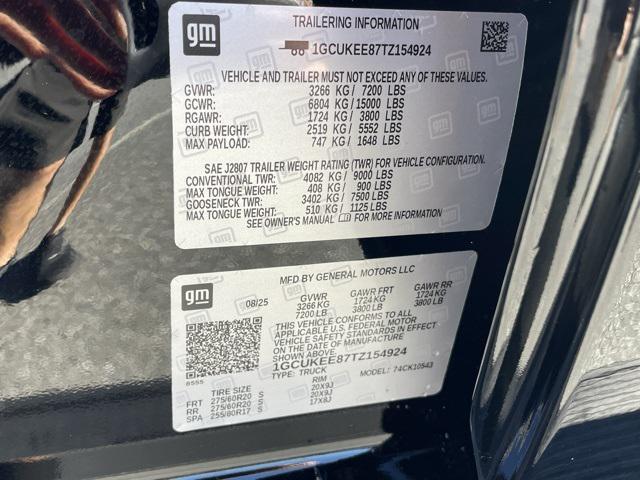 gm
TRAILERING INFORMATION
1GCUKEE87TZ154924
VEHICLE AND TRAILER MUST NOT EXCEED ANY OF THESE VALUES.
GVWR: 3266 KG / 7200 LBS
GCWR: 6804 KG / 15000 LBS
RGAWR: 1724 KG / 3800 LBS
CURB WEIGHT: 2519 KG / 5552 LBS
MAX PAYLOAD: 747 KG / 1648 LBS
SAE J2807 TRAILER WEIGHT RATING (TWR) FOR VEHICLE CONFIGURATION.
CONVENTIONAL TWR: 4082 KG / 9000 LBS
MAX TONGUE WEIGHT: 408 KG / 900 LBS
GOOSENECK TWR: 3402 KG / 7500 LBS
MAX TONGUE WEIGHT: 510 KG / 1125 LBS
SEE OWNER'S MANUAL FOR MORE INFORMATION
gm
MFD BY GENERAL MOTORS LLC
08/25 GVWR GAWR FRT GAWR RR
3266 KG 1724 KG 1724 KG
7200 LB 3800 LB 3800 LB
THIS VEHICLE CONFORMS TO ALL
APPLICABLE U.S. FEDERAL MOTOR
VEHICLE SAFETY STANDARDS IN EFFECT
ON THE DATE OF MANUFACTURE SHOWN ABOVE.
1GCUKEE87TZ154924
TYPE: TRUCK MODEL: 74CK10543
TIRE SIZE RIM
FRT 275/60R20 S 20X9J
RR 275/60R20 S 20X9J
SPA 255/80R17 S 17X8J